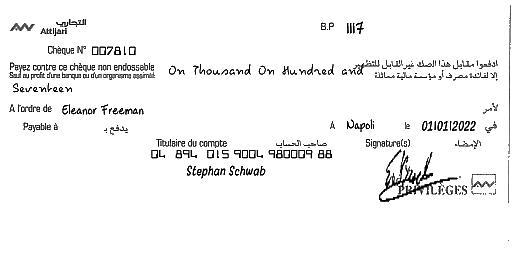 التجاري
Attijari
B.P 1117
Chèque N° 007810
Payez contre ce chèque non endossable
Sauf au profit d'une banque ou d'un organisme assimilé
On Thousand On Hundred and
ادفعوا مقابل هذا الصك غير القابل للتظهير
إلا لفائدة مصرف أو مؤسسة مالية مماثلة
Seventeen
A l'ordre de Eleanor Freeman لأمر
Payable à يدفع بـ A Napoli le 01/01/2022 في
Titulaire du compte صاحب الحساب Signature(s) الإمضاء
04 894 015 9004 980009 88
Stephan Schwab
PRIVILÈGES